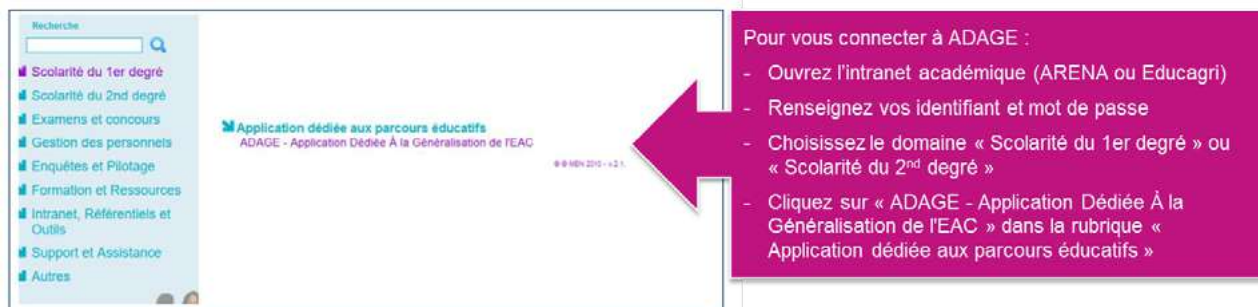 Recherche
Scolarité du 1er degré
Scolarité du 2nd degré
Examens et concours
Gestion des personnels
Enquêtes et Pilotage
Formation et Ressources
Intranet, Référentiels et
Outils
Support et Assistance
Autres
Application dédiée aux parcours éducatifs
ADAGE - Application Dédiée À la Généralisation de l'EAC
Pour vous connecter à ADAGE :
- Ouvrez l'intranet académique (ARENA ou Educagri)
- Renseignez vos identifiant et mot de passe
- Choisissez le domaine « Scolarité du 1er degré » ou
« Scolarité du 2nd degré »
- Cliquez sur « ADAGE - Application Dédiée À la
Généralisation de l'EAC » dans la rubrique «
Application dédiée aux parcours éducatifs »